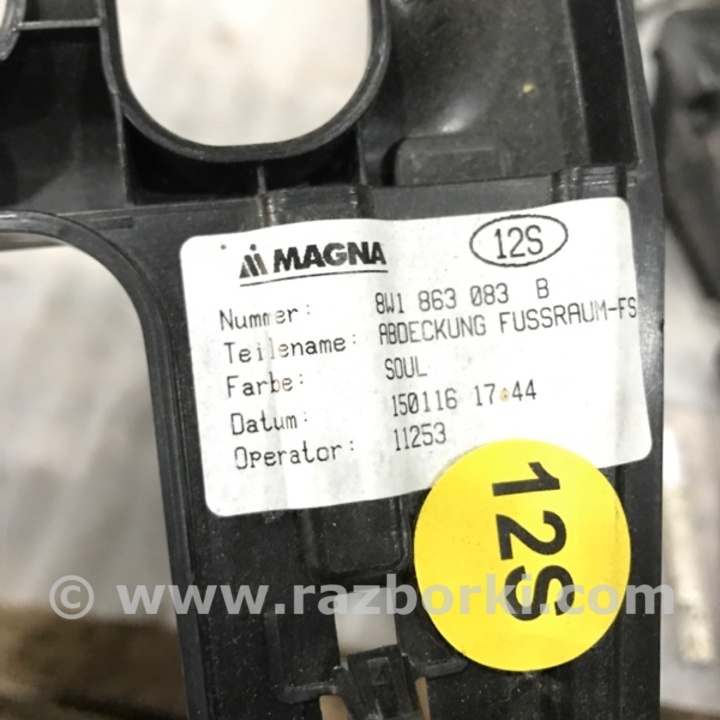 MAGNA
12S
Nummer: 8W1 863 083 B
Teilename: ABDECKUNG FUSSRAUM-FS
Farbe: SOUL
Datum: 150116 17:44
Operator: 11253
12S
© www.razborki.com